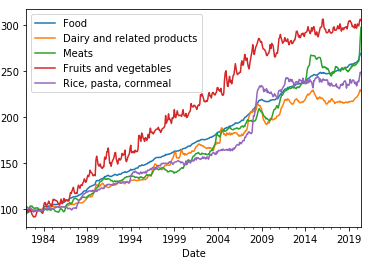 300
250
200
150
100
Food
Dairy and related products
Meats
Fruits and vegetables
Rice, pasta, cornmeal
1984 1989 1994 1999 2004 2009 2014 2019
Date